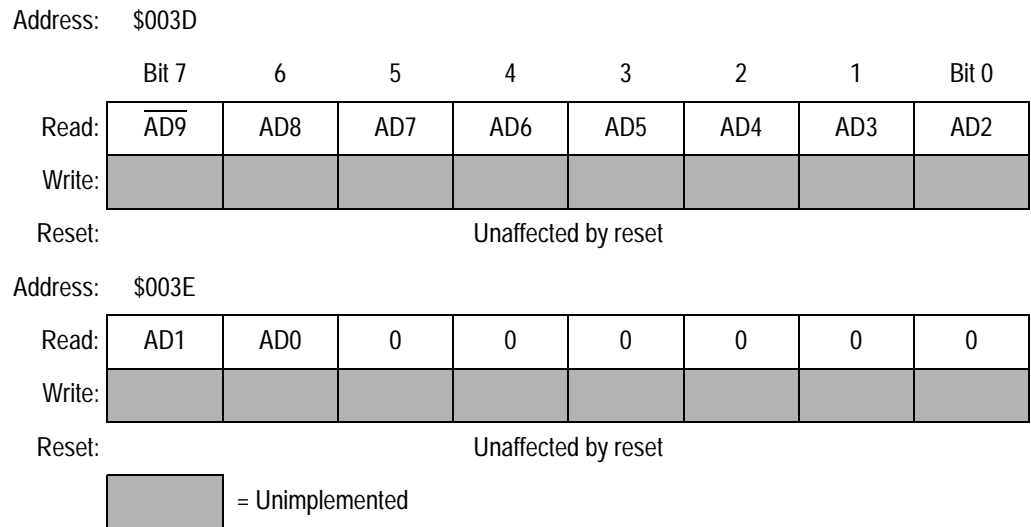 Address: $003D
Bit 7 6 5 4 3 2 1 Bit 0
Read: A̅D̅9̅ AD8 AD7 AD6 AD5 AD4 AD3 AD2
Write:
Reset: Unaffected by reset
Address: $003E
Read: AD1 AD0 0 0 0 0 0 0
Write:
Reset: Unaffected by reset
= Unimplemented